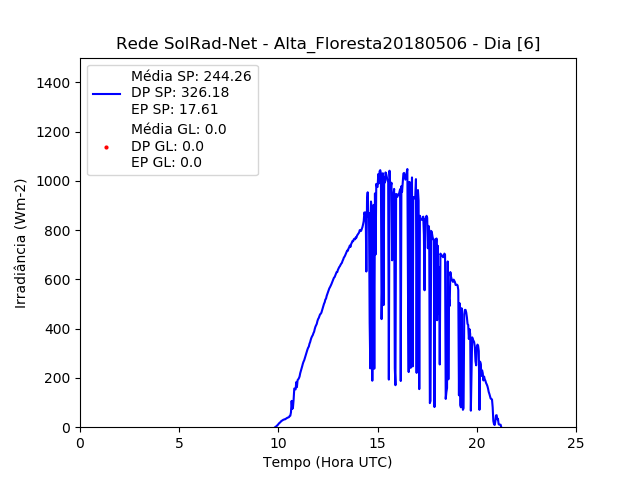 Rede SolRad-Net - Alta_Floresta20180506 - Dia [6]
Média SP: 244.26
DP SP: 326.18
EP SP: 17.61
Média GL: 0.0
DP GL: 0.0
EP GL: 0.0
Irradiância (Wm-2)
1400
1200
1000
800
600
400
200
0
0 5 10 15 20 25
Tempo (Hora UTC)